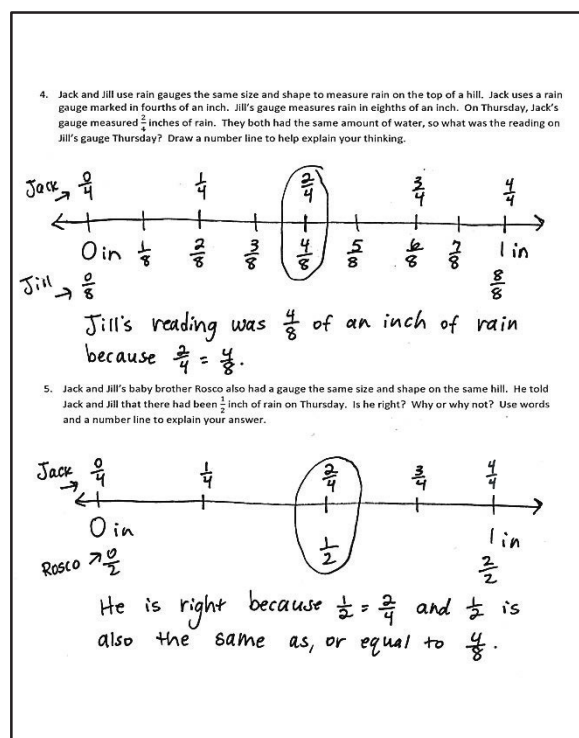 4. Jack and Jill use rain gauges the same size and shape to measure rain on the top of a hill. Jack uses a rain
gauge marked in fourths of an inch. Jill's gauge measures rain in eighths of an inch. On Thursday, Jack's
gauge measured 2/4 inches of rain. They both had the same amount of water, so what was the reading on
Jill's gauge Thursday? Draw a number line to help explain your thinking.
Jack → 0/4 1/4 2/4 3/4 4/4
0 in 1/8 2/8 3/8 4/8 5/8 6/8 7/8 1 in
Jill → 0/8 8/8
Jill's reading was 4/8 of an inch of rain
because 2/4 = 4/8.
5. Jack and Jill's baby brother Rosco also had a gauge the same size and shape on the same hill. He told
Jack and Jill that there had been 1/2 inch of rain on Thursday. Is he right? Why or why not? Use words
and a number line to explain your answer.
Jack → 0/4 1/4 2/4 3/4 4/4
0 in 1/2 1 in
Rosco → 0/2 2/2
He is right because 1/2 = 2/4 and 1/2 is
also the same as, or equal to 4/8.